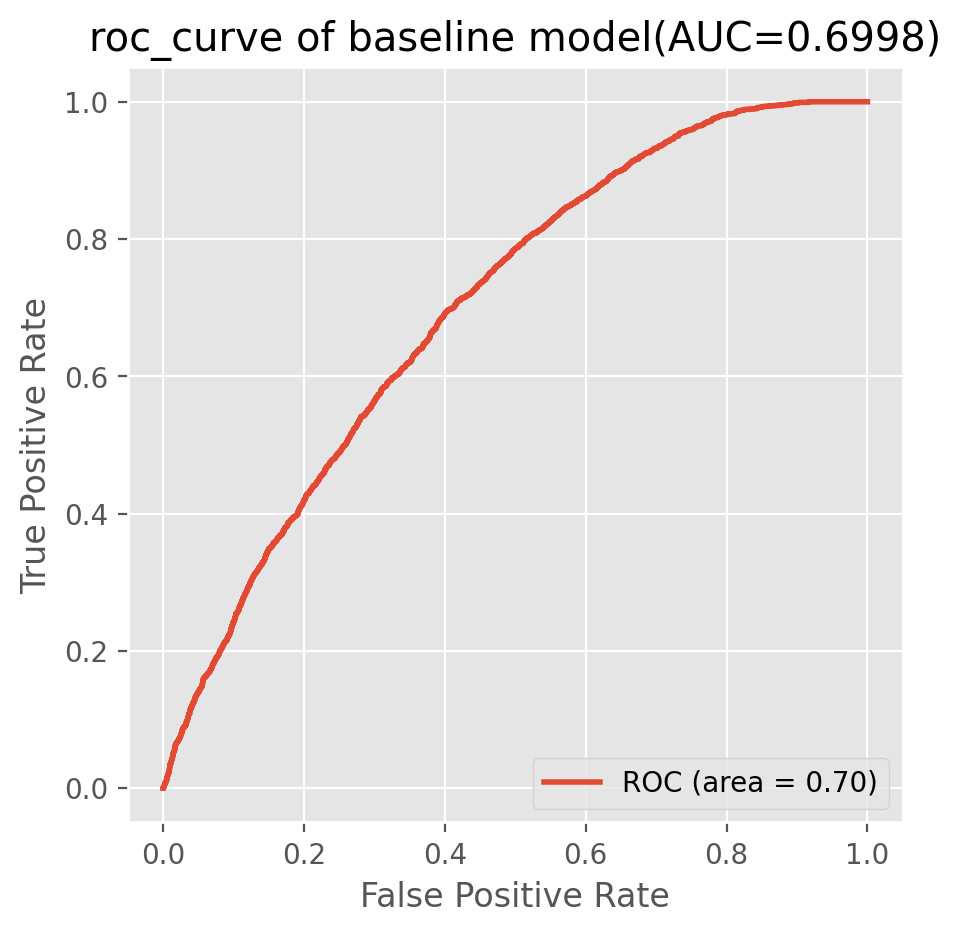 roc_curve of baseline model(AUC=0.6998)
1.0
0.8
0.6
0.4
0.2
0.0
True Positive Rate
ROC (area = 0.70)
0.0 0.2 0.4 0.6 0.8 1.0
False Positive Rate